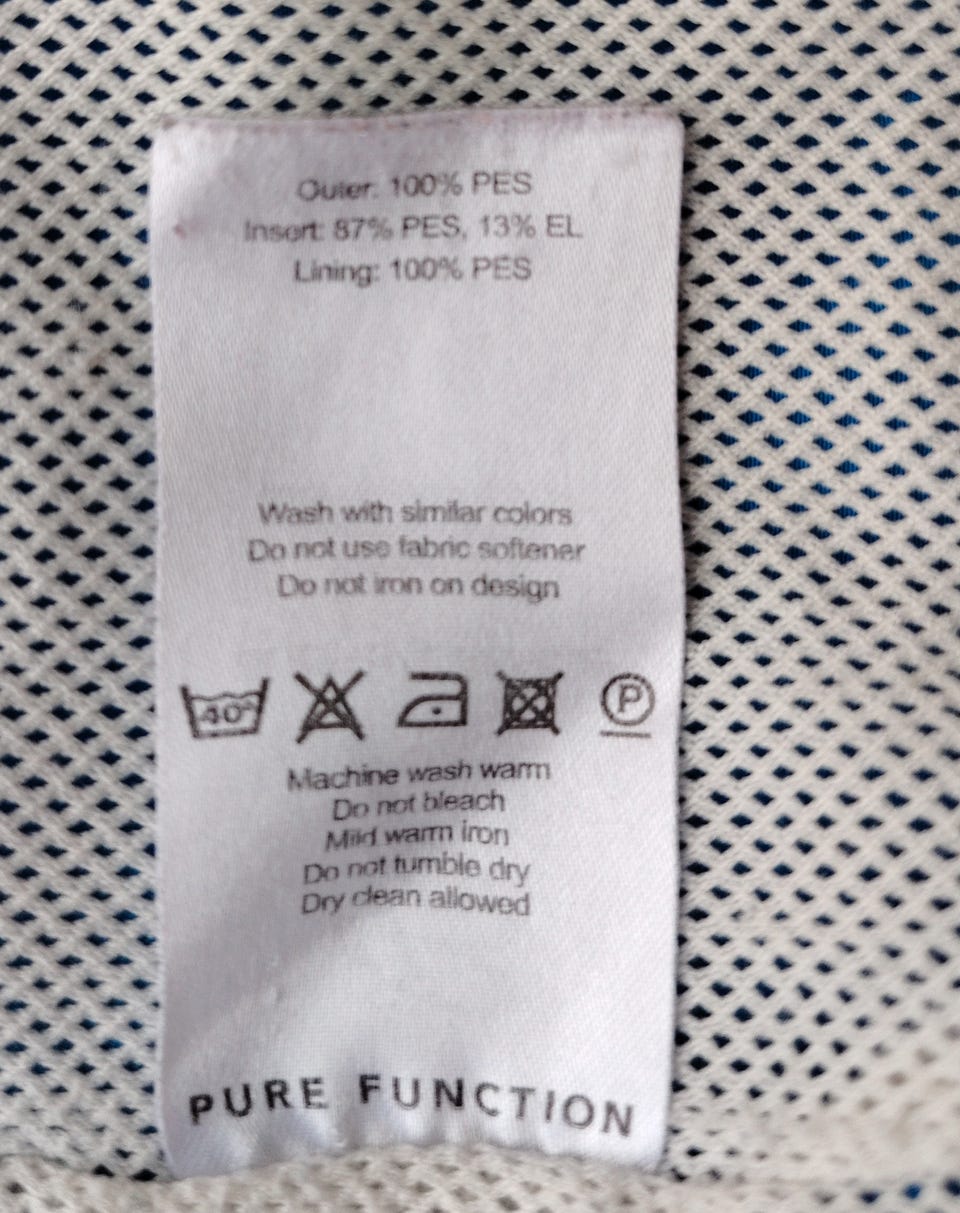 Outer: 100% PES
Insert: 87% PES, 13% EL
Lining: 100% PES
Wash with similar colors
Do not use fabric softener
Do not iron on design
40° P
Machine wash warm
Do not bleach
Mild warm iron
Do not tumble dry
Dry clean allowed
PURE FUNCTION